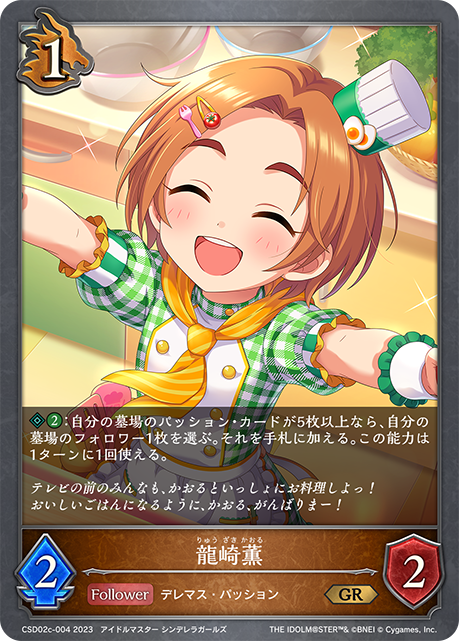 1
2:自分の墓場のパッション・カードが5枚以上なら、自分の
墓場のフォロワー1枚を選ぶ。それを手札に加える。この能力は
1ターンに1回使える。
テレビの前のみんなも、かおるといっしょにお料理しよっ!
おいしいごはんになるように、かおる、がんばりまー!
りゅう ざき かおる
龍崎薫
2
Follower デレマス・パッション GR
2
CSD02c-004 2023 アイドルマスター シンデレラガールズ THE IDOLM@STER™& ©BNEI © Cygames, Inc.